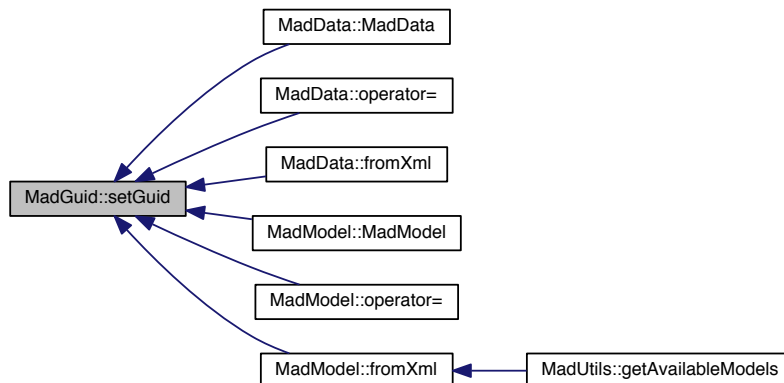 MadData::MadData
MadData::operator=
MadData::fromXml
MadGuid::setGuid
MadModel::MadModel
MadModel::operator=
MadModel::fromXml
MadUtils::getAvailableModels